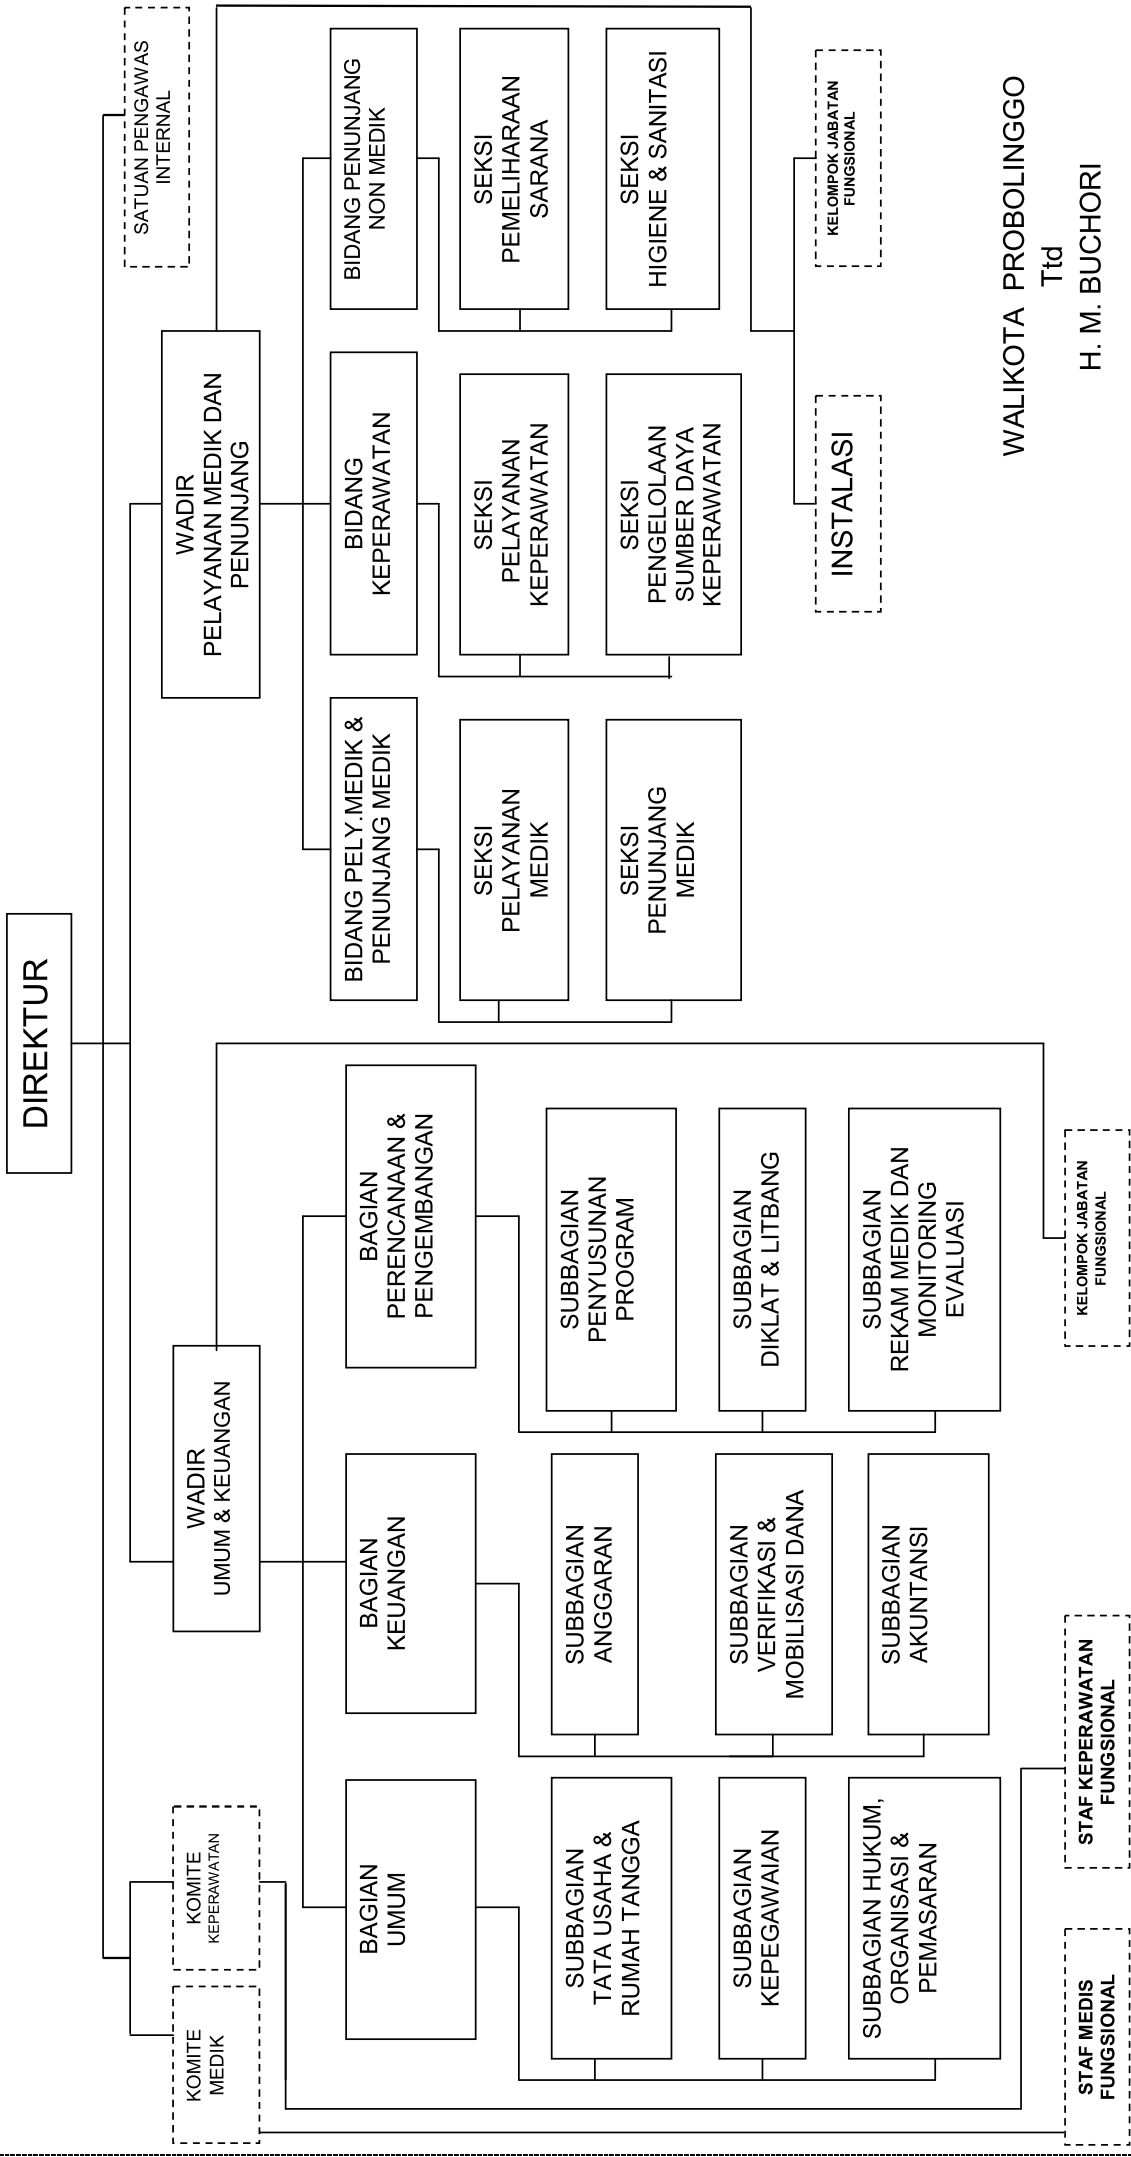 DIREKTUR
SATUAN PENGAWAS
INTERNAL
KOMITE
MEDIK
KOMITE
KEPERAWATAN
WADIR
UMUM & KEUANGAN
WADIR
PELAYANAN MEDIK DAN
PENUNJANG
BAGIAN
UMUM
BAGIAN
KEUANGAN
BAGIAN
PERENCANAAN &
PENGEMBANGAN
BIDANG PELY.MEDIK &
PENUNJANG MEDIK
BIDANG
KEPERAWATAN
BIDANG PENUNJANG
NON MEDIK
SUBBAGIAN
TATA USAHA &
RUMAH TANGGA
SUBBAGIAN
ANGGARAN
SUBBAGIAN
PENYUSUNAN
PROGRAM
SEKSI
PELAYANAN
MEDIK
SEKSI
PELAYANAN
KEPERAWATAN
SEKSI
PEMELIHARAAN
SARANA
SUBBAGIAN
KEPEGAWAIAN
SUBBAGIAN
VERIFIKASI &
MOBILISASI DANA
SUBBAGIAN
DIKLAT & LITBANG
SEKSI
PENUNJANG
MEDIK
SEKSI
PENGELOLAAN
SUMBER DAYA
KEPERAWATAN
SEKSI
HIGIENE & SANITASI
SUBBAGIAN HUKUM,
ORGANISASI &
PEMASARAN
SUBBAGIAN
AKUNTANSI
SUBBAGIAN
REKAM MEDIK DAN
MONITORING
EVALUASI
INSTALASI
KELOMPOK JABATAN
FUNGSIONAL
STAF MEDIS
FUNGSIONAL
STAF KEPERAWATAN
FUNGSIONAL
KELOMPOK JABATAN
FUNGSIONAL
WALIKOTA PROBOLINGGO
Ttd
H. M. BUCHORI